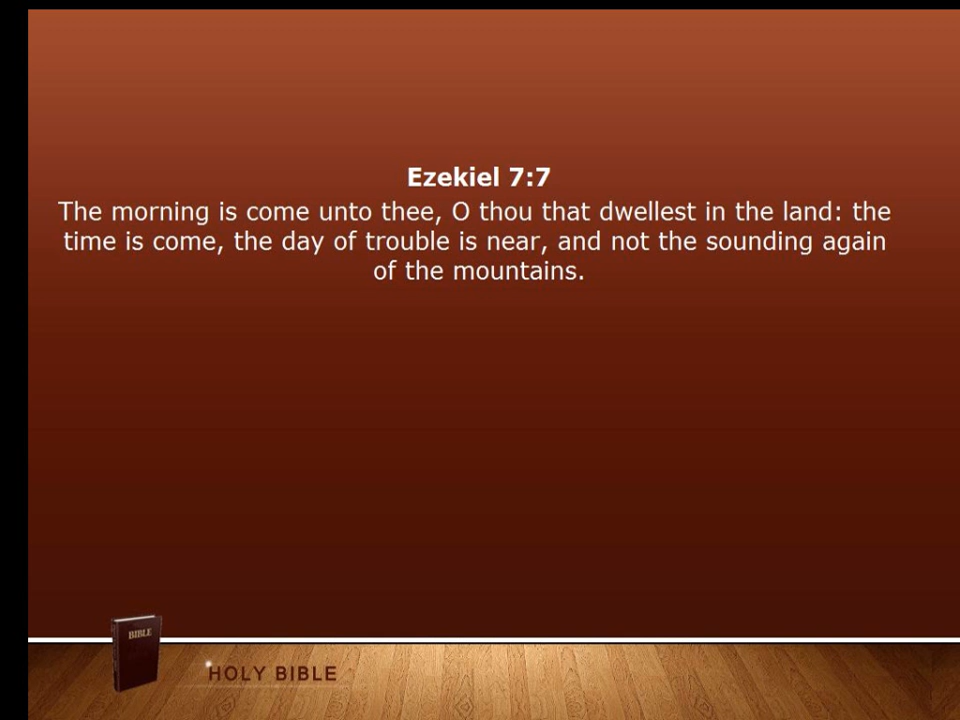 Ezekiel 7:7
The morning is come unto thee, O thou that dwellest in the land: the
time is come, the day of trouble is near, and not the sounding again
of the mountains.
BIBLE
HOLY BIBLE